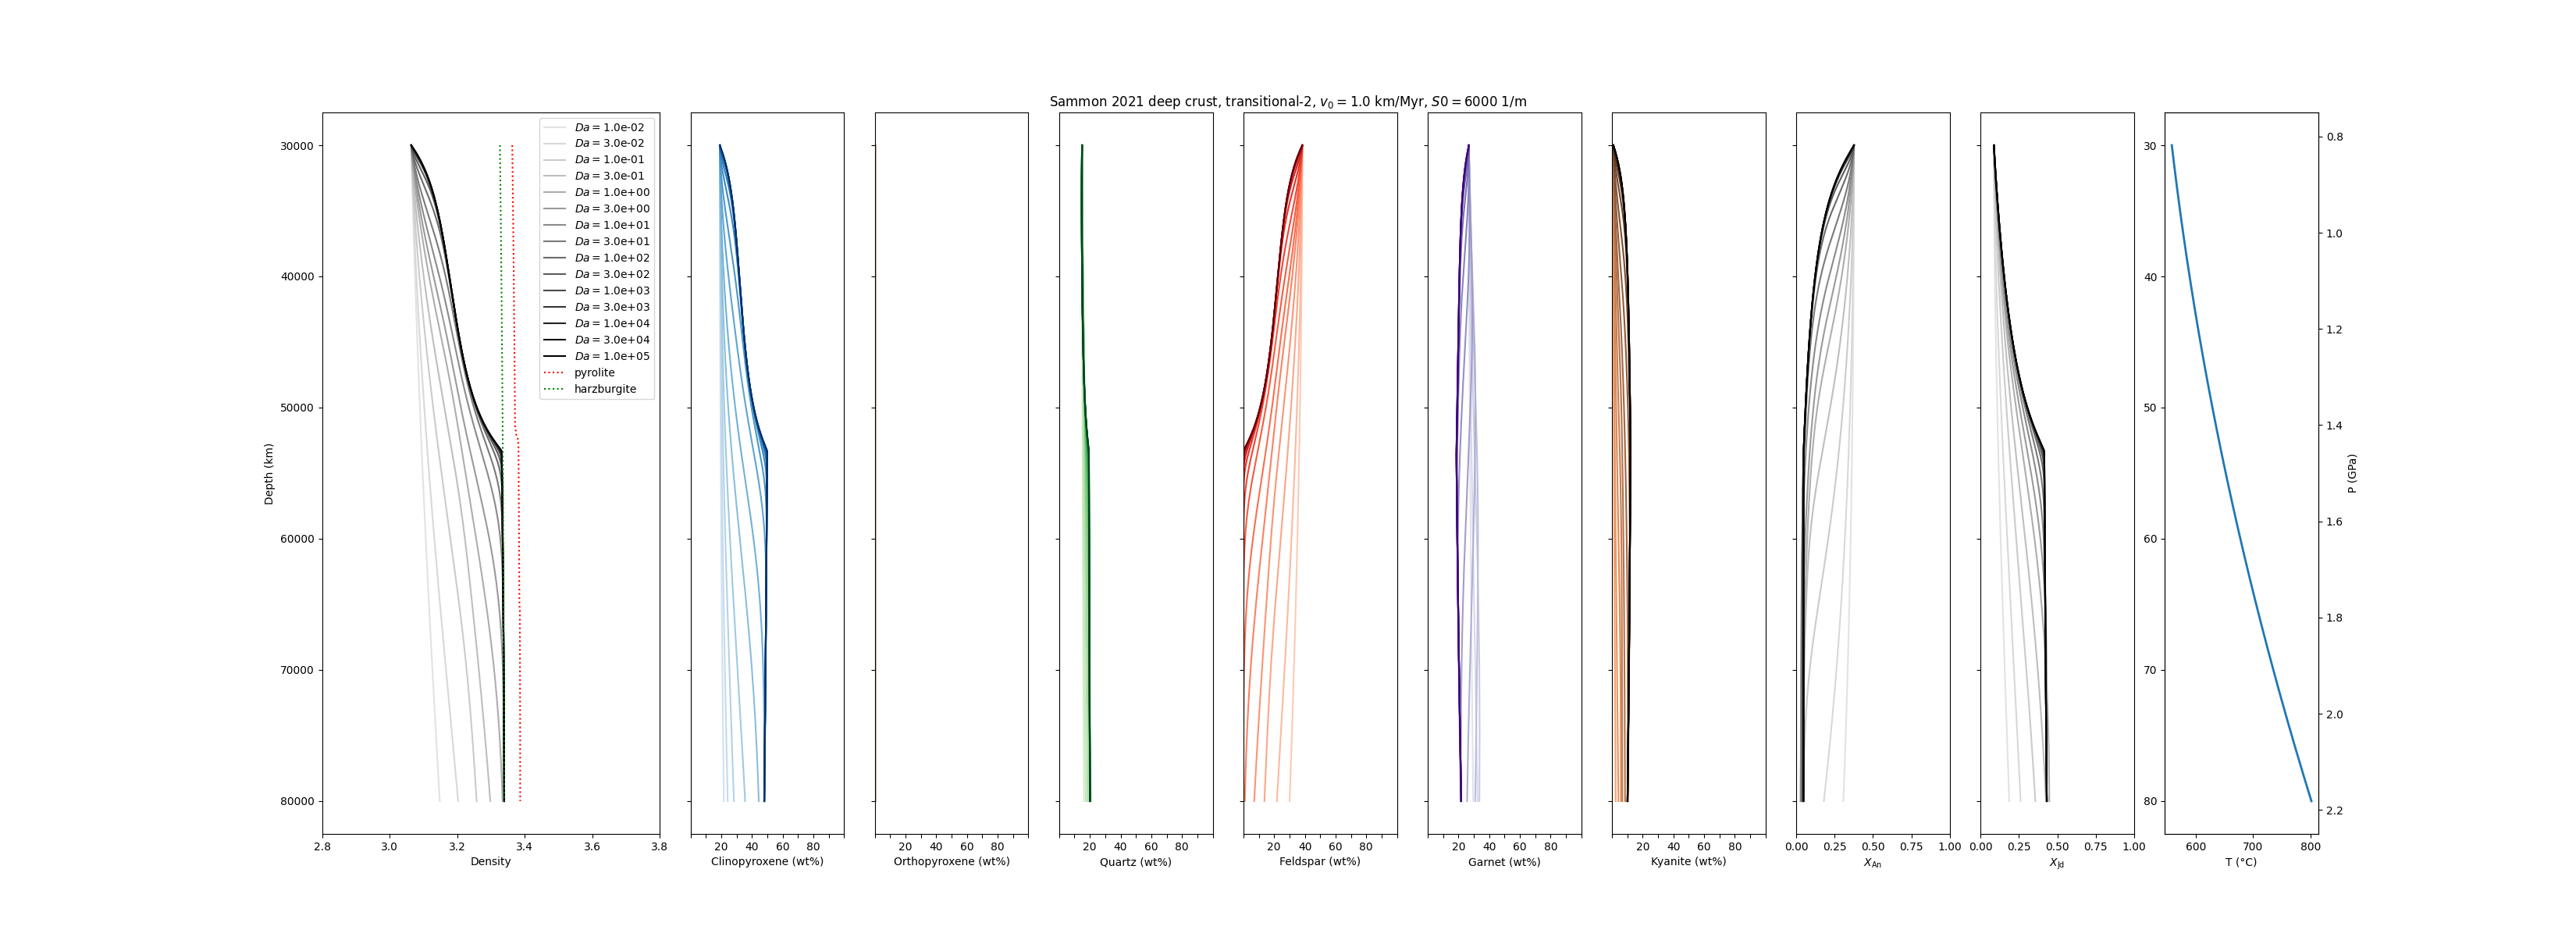 Sammon 2021 deep crust, transitional-2, v₀ = 1.0 km/Myr, S0 = 6000 1/m
Da = 1.0e-02
Da = 3.0e-02
Da = 1.0e-01
Da = 3.0e-01
Da = 1.0e+00
Da = 3.0e+00
Da = 1.0e+01
Da = 3.0e+01
Da = 1.0e+02
Da = 3.0e+02
Da = 1.0e+03
Da = 3.0e+03
Da = 1.0e+04
Da = 3.0e+04
Da = 1.0e+05
pyrolite
harzburgite
Depth (km)
30000
40000
50000
60000
70000
80000
2.8 3.0 3.2 3.4 3.6 3.8
Density
20 40 60 80
Clinopyroxene (wt%)
20 40 60 80
Orthopyroxene (wt%)
20 40 60 80
Quartz (wt%)
20 40 60 80
Feldspar (wt%)
20 40 60 80
Garnet (wt%)
20 40 60 80
Kyanite (wt%)
0.00 0.25 0.50 0.75 1.00
X_An
0.00 0.25 0.50 0.75 1.00
X_Jd
30
40
50
60
70
80
600 700 800
T (°C)
0.8
1.0
1.2
1.4
1.6
1.8
2.0
2.2
P (GPa)